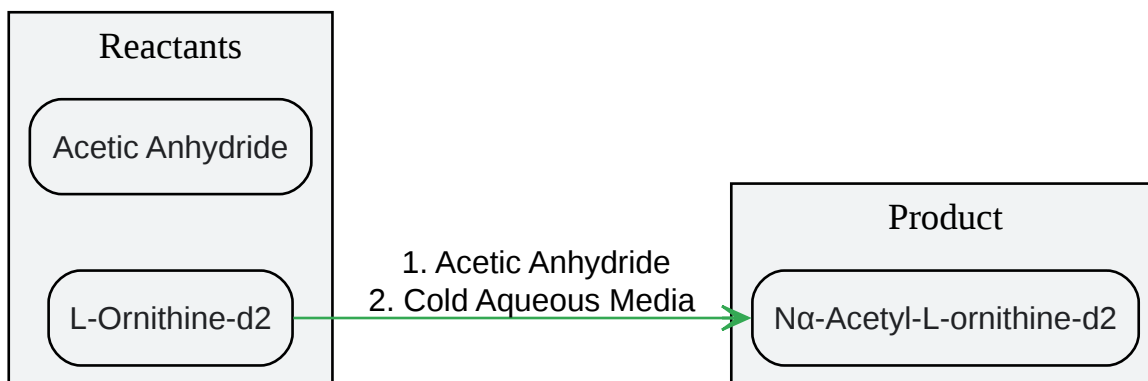 Reactants
Acetic Anhydride
L-Ornithine-d2
1. Acetic Anhydride
2. Cold Aqueous Media
Product
Nα-Acetyl-L-ornithine-d2